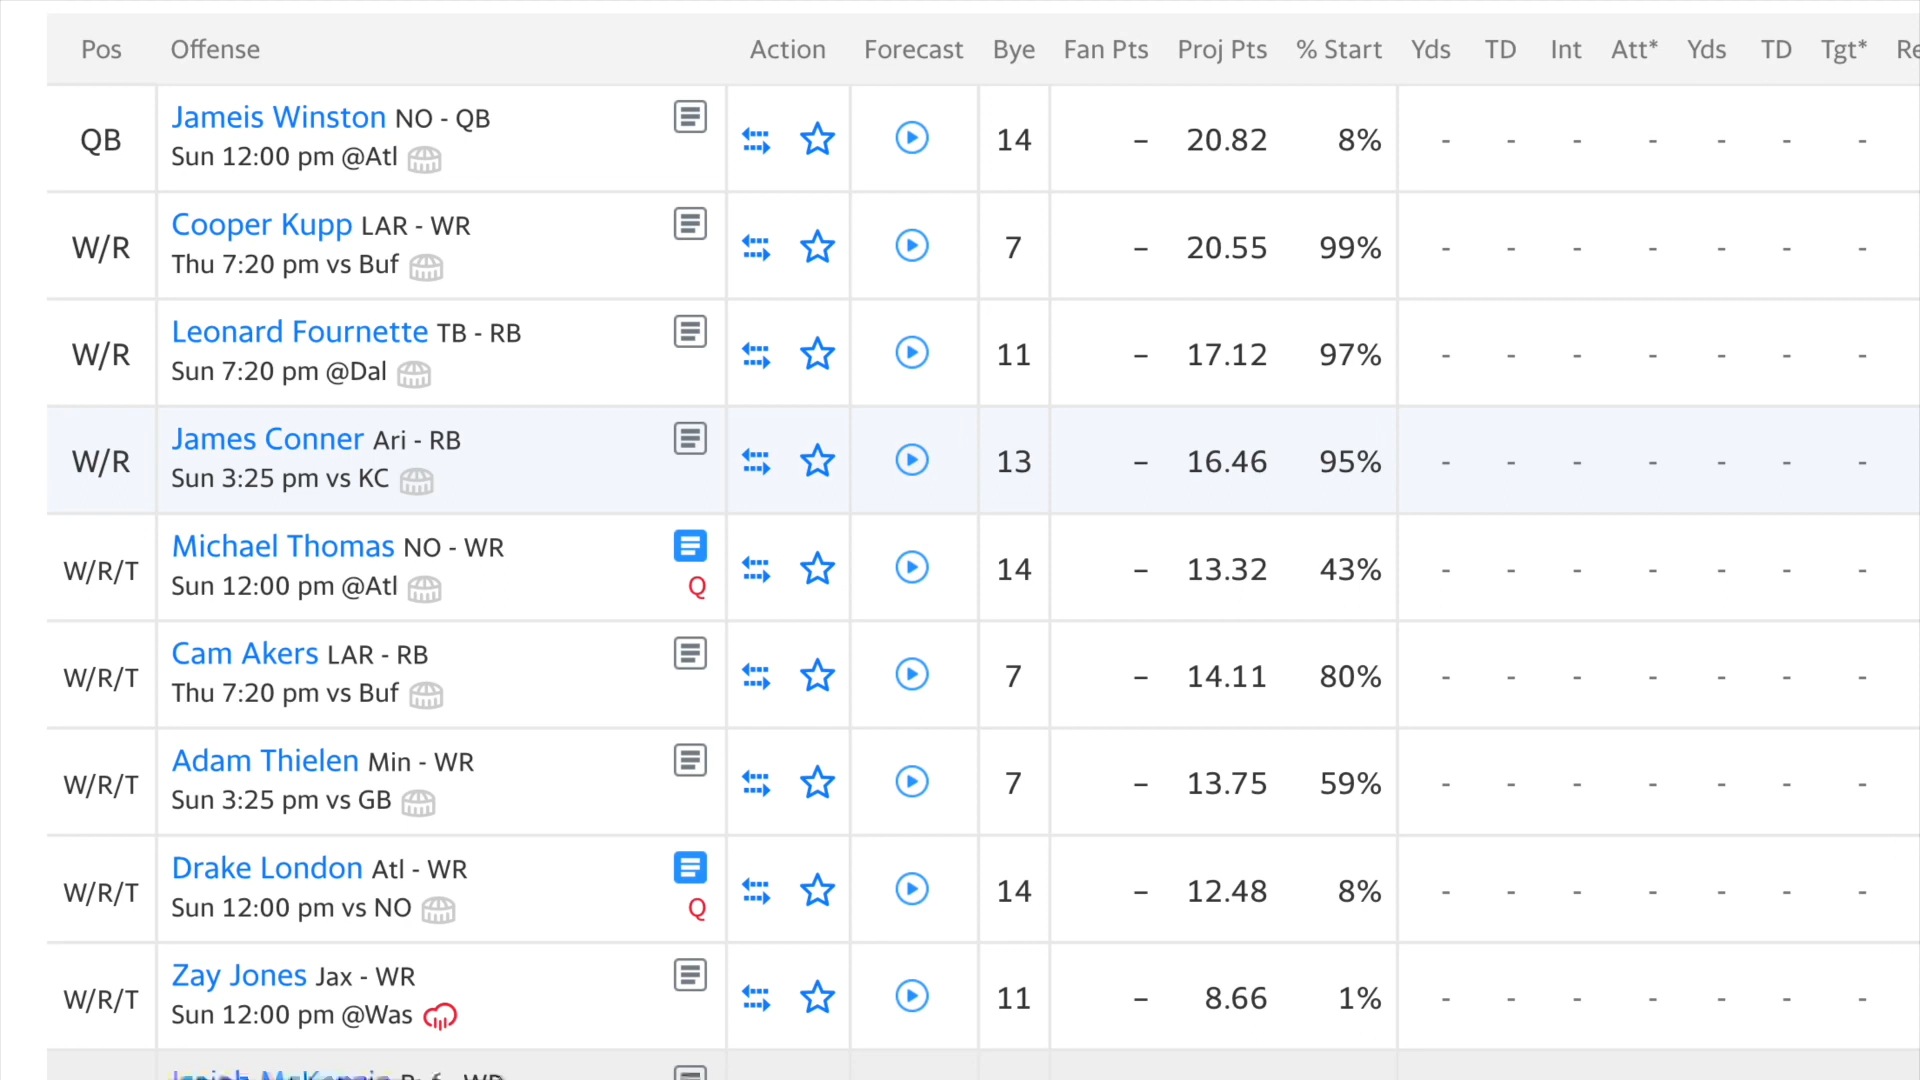 Pos Offense Action Forecast Bye Fan Pts Proj Pts % Start Yds TD Int Att* Yds TD Tgt*
QB Jameis Winston NO - QB 14 – 20.82 8% - - - - - - -
Sun 12:00 pm @Atl
W/R Cooper Kupp LAR - WR 7 – 20.55 99% - - - - - - -
Thu 7:20 pm vs Buf
W/R Leonard Fournette TB - RB 11 – 17.12 97% - - - - - - -
Sun 7:20 pm @Dal
W/R James Conner Ari - RB 13 – 16.46 95% - - - - - - -
Sun 3:25 pm vs KC
W/R/T Michael Thomas NO - WR 14 – 13.32 43% - - - - - - -
Sun 12:00 pm @Atl Q
W/R/T Cam Akers LAR - RB 7 – 14.11 80% - - - - - - -
Thu 7:20 pm vs Buf
W/R/T Adam Thielen Min - WR 7 – 13.75 59% - - - - - - -
Sun 3:25 pm vs GB
W/R/T Drake London Atl - WR 14 – 12.48 8% - - - - - - -
Sun 12:00 pm vs NO Q
W/R/T Zay Jones Jax - WR 11 – 8.66 1% - - - - - - -
Sun 12:00 pm @Was